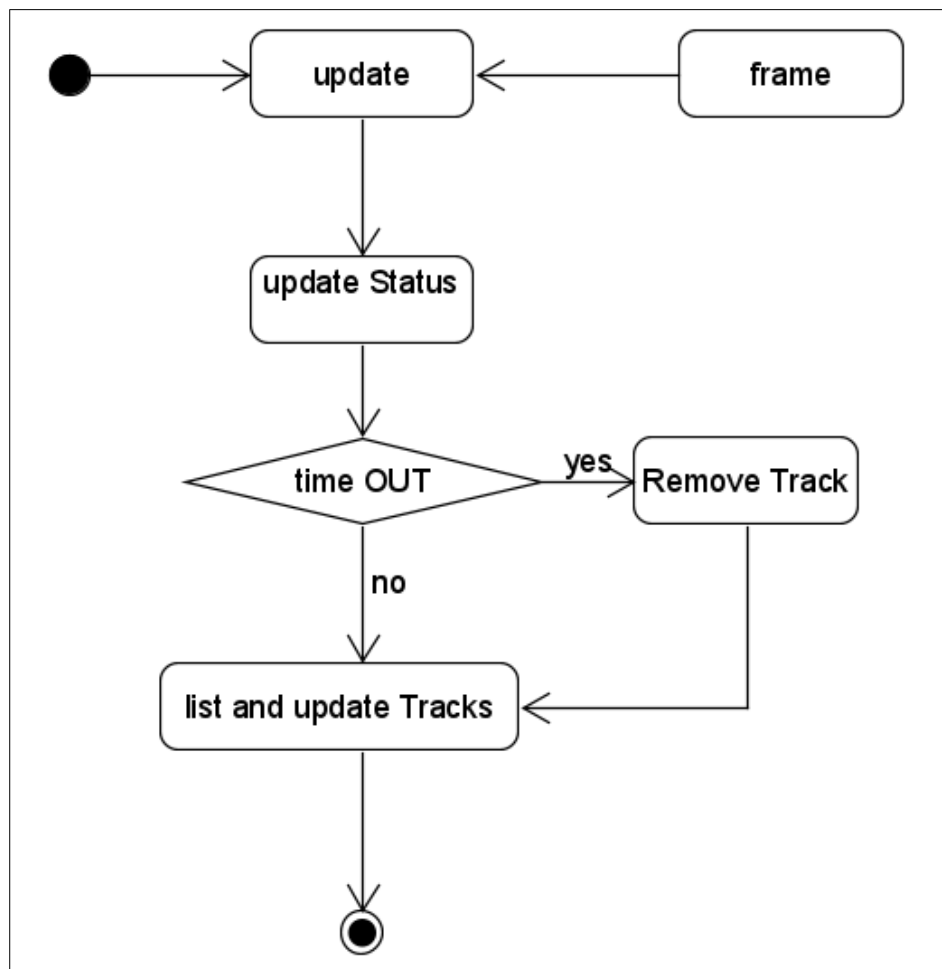 update
frame
update Status
time OUT
yes
Remove Track
no
list and update Tracks